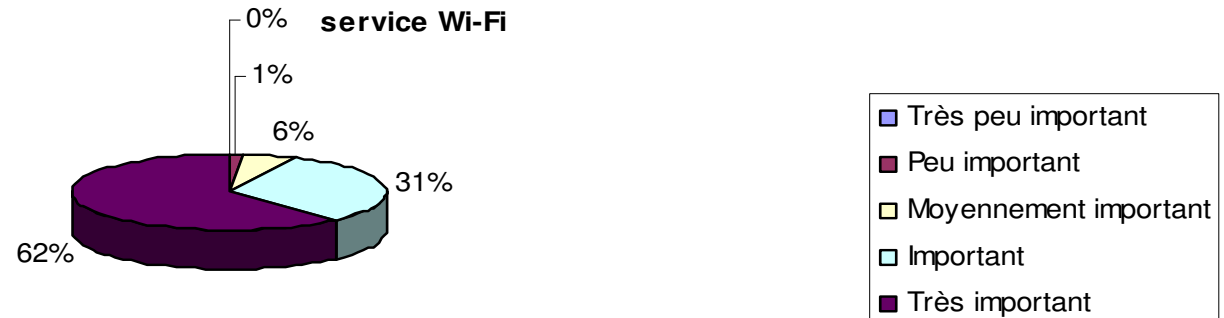 0% service Wi-Fi
1%
6%
31%
62%
Très peu important
Peu important
Moyennement important
Important
Très important